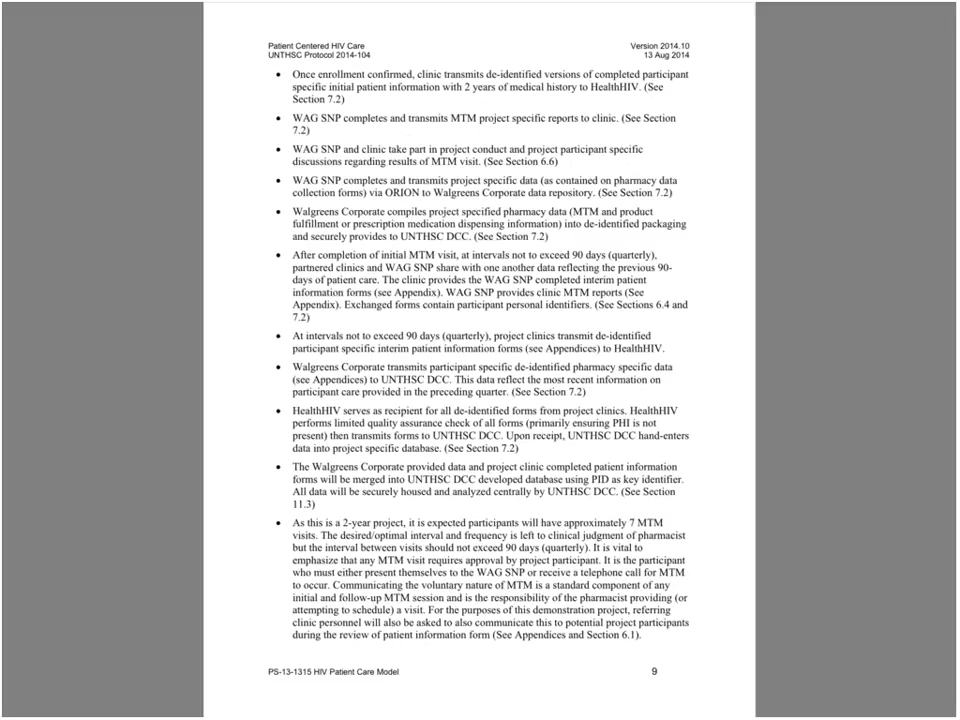 Patient Centered HIV Care Version 2014.10
UNTHSC Protocol 2014-104 13 Aug 2014
• Once enrollment confirmed, clinic transmits de-identified versions of completed participant
specific initial patient information with 2 years of medical history to HealthHIV. (See
Section 7.2)
• WAG SNP completes and transmits MTM project specific reports to clinic. (See Section
7.2)
• WAG SNP and clinic take part in project conduct and project participant specific
discussions regarding results of MTM visit. (See Section 6.6)
• WAG SNP completes and transmits project specific data (as contained on pharmacy data
collection forms) via ORION to Walgreens Corporate data repository. (See Section 7.2)
• Walgreens Corporate compiles project specified pharmacy data (MTM and product
fulfillment or prescription medication dispensing information) into de-identified packaging
and securely provides to UNTHSC DCC. (See Section 7.2)
• After completion of initial MTM visit, at intervals not to exceed 90 days (quarterly),
partnered clinics and WAG SNP share with one another data reflecting the previous 90-
days of patient care. The clinic provides the WAG SNP completed interim patient
information forms (see Appendix). WAG SNP provides clinic MTM reports (See
Appendix). Exchanged forms contain participant personal identifiers. (See Sections 6.4 and
7.2)
• At intervals not to exceed 90 days (quarterly), project clinics transmit de-identified
participant specific interim patient information forms (see Appendices) to HealthHIV.
• Walgreens Corporate transmits participant specific de-identified pharmacy specific data
(see Appendices) to UNTHSC DCC. This data reflect the most recent information on
participant care provided in the preceding quarter. (See Section 7.2)
• HealthHIV serves as recipient for all de-identified forms from project clinics. HealthHIV
performs limited quality assurance check of all forms (primarily ensuring PHI is not
present) then transmits forms to UNTHSC DCC. Upon receipt, UNTHSC DCC hand-enters
data into project specific database. (See Section 7.2)
• The Walgreens Corporate provided data and project clinic completed patient information
forms will be merged into UNTHSC DCC developed database using PID as key identifier.
All data will be securely housed and analyzed centrally by UNTHSC DCC. (See Section
11.3)
• As this is a 2-year project, it is expected participants will have approximately 7 MTM
visits. The desired/optimal interval and frequency is left to clinical judgment of pharmacist
but the interval between visits should not exceed 90 days (quarterly). It is vital to
emphasize that any MTM visit requires approval by project participant. It is the participant
who must either present themselves to the WAG SNP or receive a telephone call for MTM
to occur. Communicating the voluntary nature of MTM is a standard component of any
initial and follow-up MTM session and is the responsibility of the pharmacist providing (or
attempting to schedule) a visit. For the purposes of this demonstration project, referring
clinic personnel will also be asked to also communicate this to potential project participants
during the review of patient information form (See Appendices and Section 6.1).
PS-13-1315 HIV Patient Care Model 9